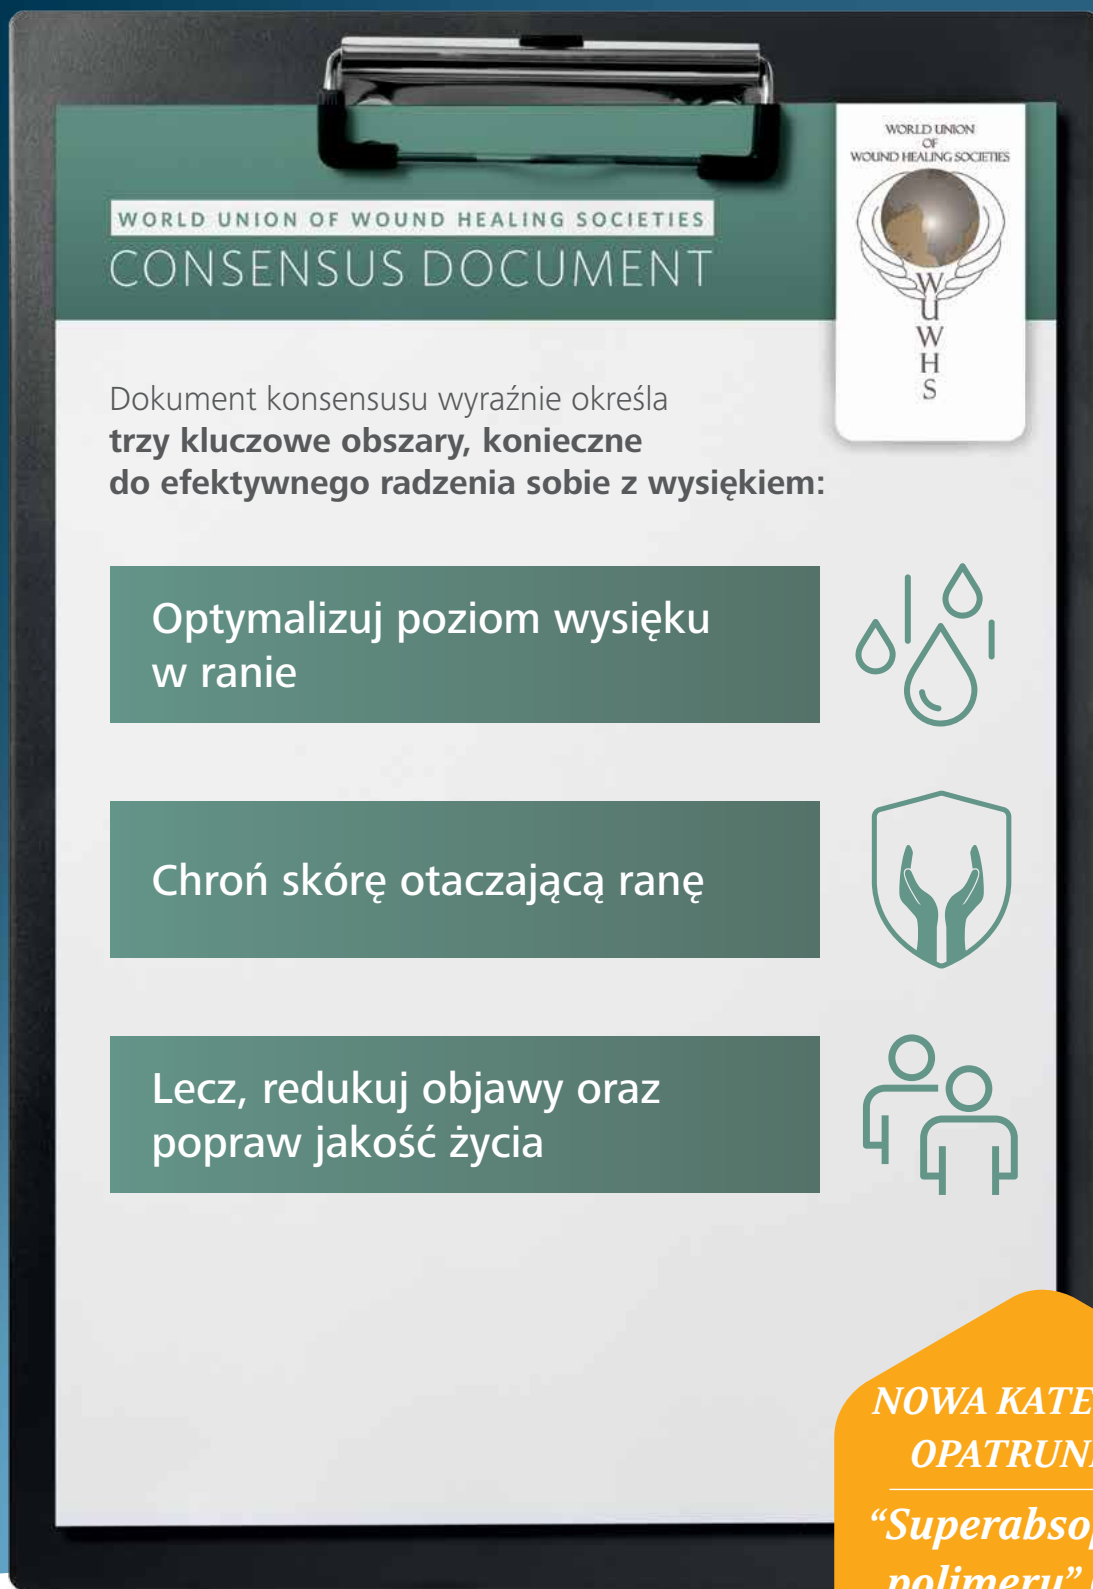 WORLD UNION
OF
WOUND HEALING SOCIETIES
WORLD UNION OF WOUND HEALING SOCIETIES
CONSENSUS DOCUMENT
W
U
W
H
S
Dokument konsensusu wyraźnie określa
trzy kluczowe obszary, konieczne
do efektywnego radzenia sobie z wysiękiem:
Optymalizuj poziom wysięku
w ranie
Chroń skórę otaczającą ranę
Lecz, redukuj objawy oraz
popraw jakość życia
NOWA
polimeru”